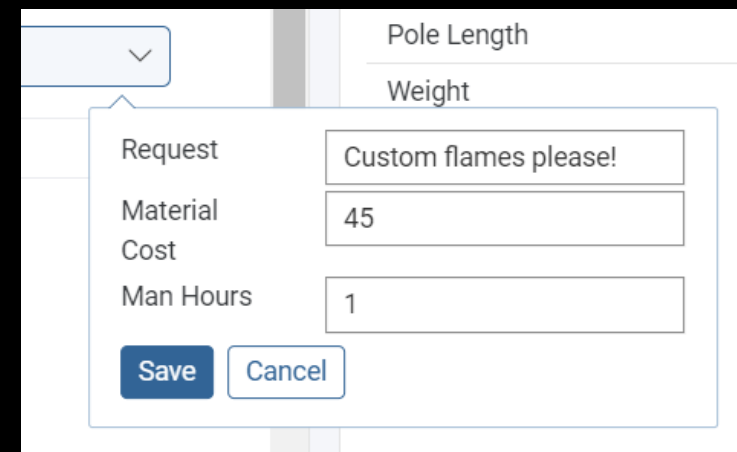 Pole Length
Weight
Request
Custom flames please!
Material
Cost
45
Man Hours
1
Save
Cancel